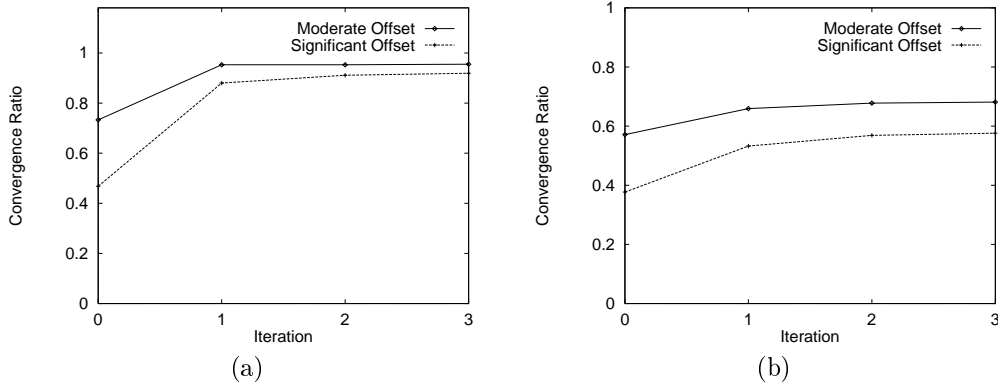 Moderate Offset
Significant Offset
1
0.8
0.6
0.4
0.2
0
Convergence Ratio
0 1 2 3
Iteration
(a)
Moderate Offset
Significant Offset
1
0.8
0.6
0.4
0.2
0
Convergence Ratio
0 1 2 3
Iteration
(b)